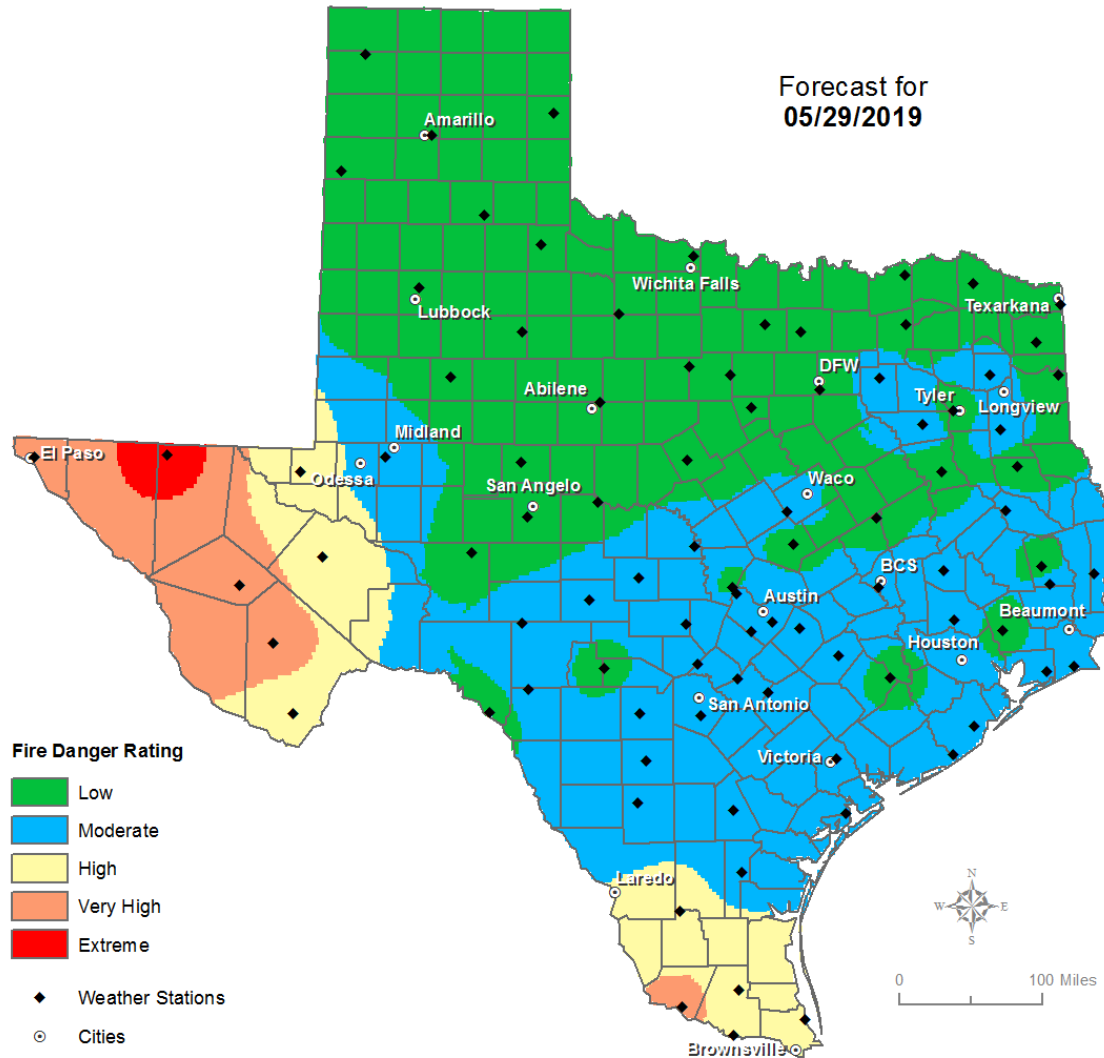 Forecast for
05/29/2019
Amarillo
Wichita Falls
Texarkana
Lubbock
DFW
Abilene
Tyler
Longview
Midland
El Paso
Odessa
San Angelo
Waco
BCS
Austin
Beaumont
Houston
San Antonio
Victoria
Laredo
Brownsville
Fire Danger Rating
Low
Moderate
High
Very High
Extreme
Weather Stations
Cities
N
W
E
S
0
100 Miles